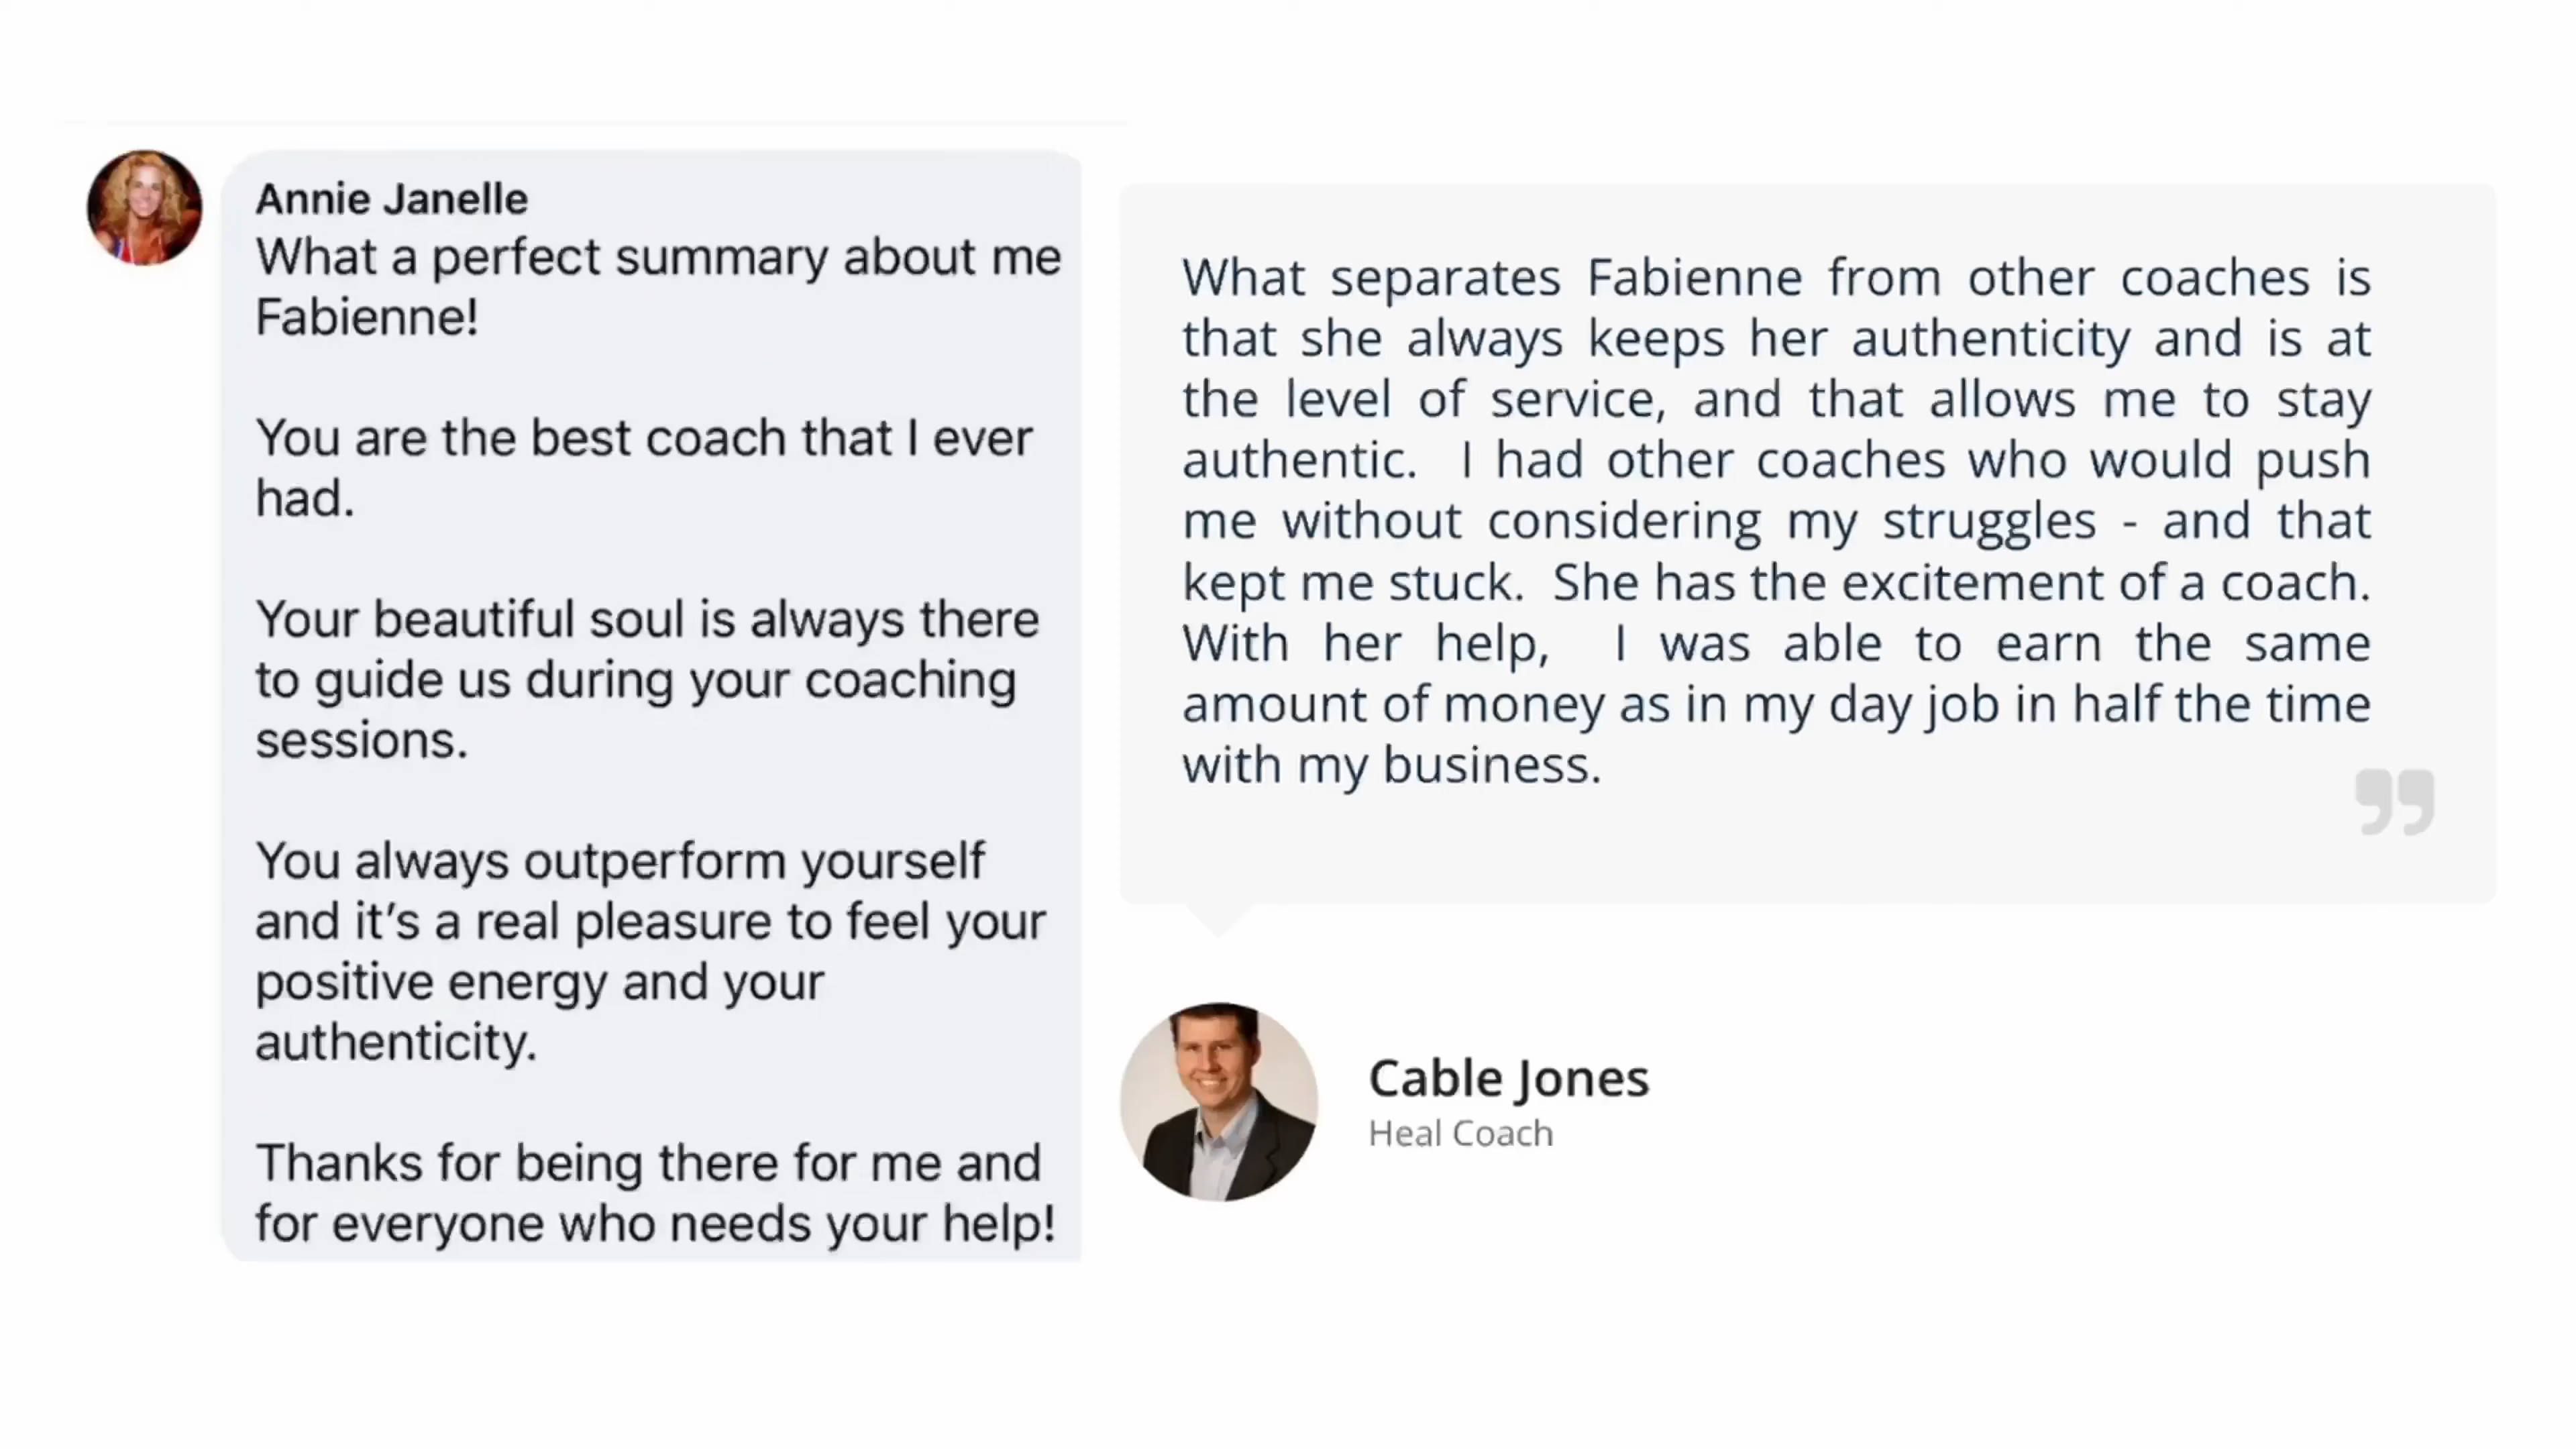 Annie Janelle
What a perfect summary about me
Fabienne!
You are the best coach that I ever
had.
Your beautiful soul is always there
to guide us during your coaching
sessions.
You always outperform yourself
and it's a real pleasure to feel your
positive energy and your
authenticity.
Thanks for being there for me and
for everyone who needs your help!
What separates Fabienne from other coaches is
that she always keeps her authenticity and is at
the level of service, and that allows me to stay
authentic. I had other coaches who would push
me without considering my struggles - and that
kept me stuck. She has the excitement of a coach.
With her help, I was able to earn the same
amount of money as in my day job in half the time
with my business.
”
Cable Jones
Heal Coach